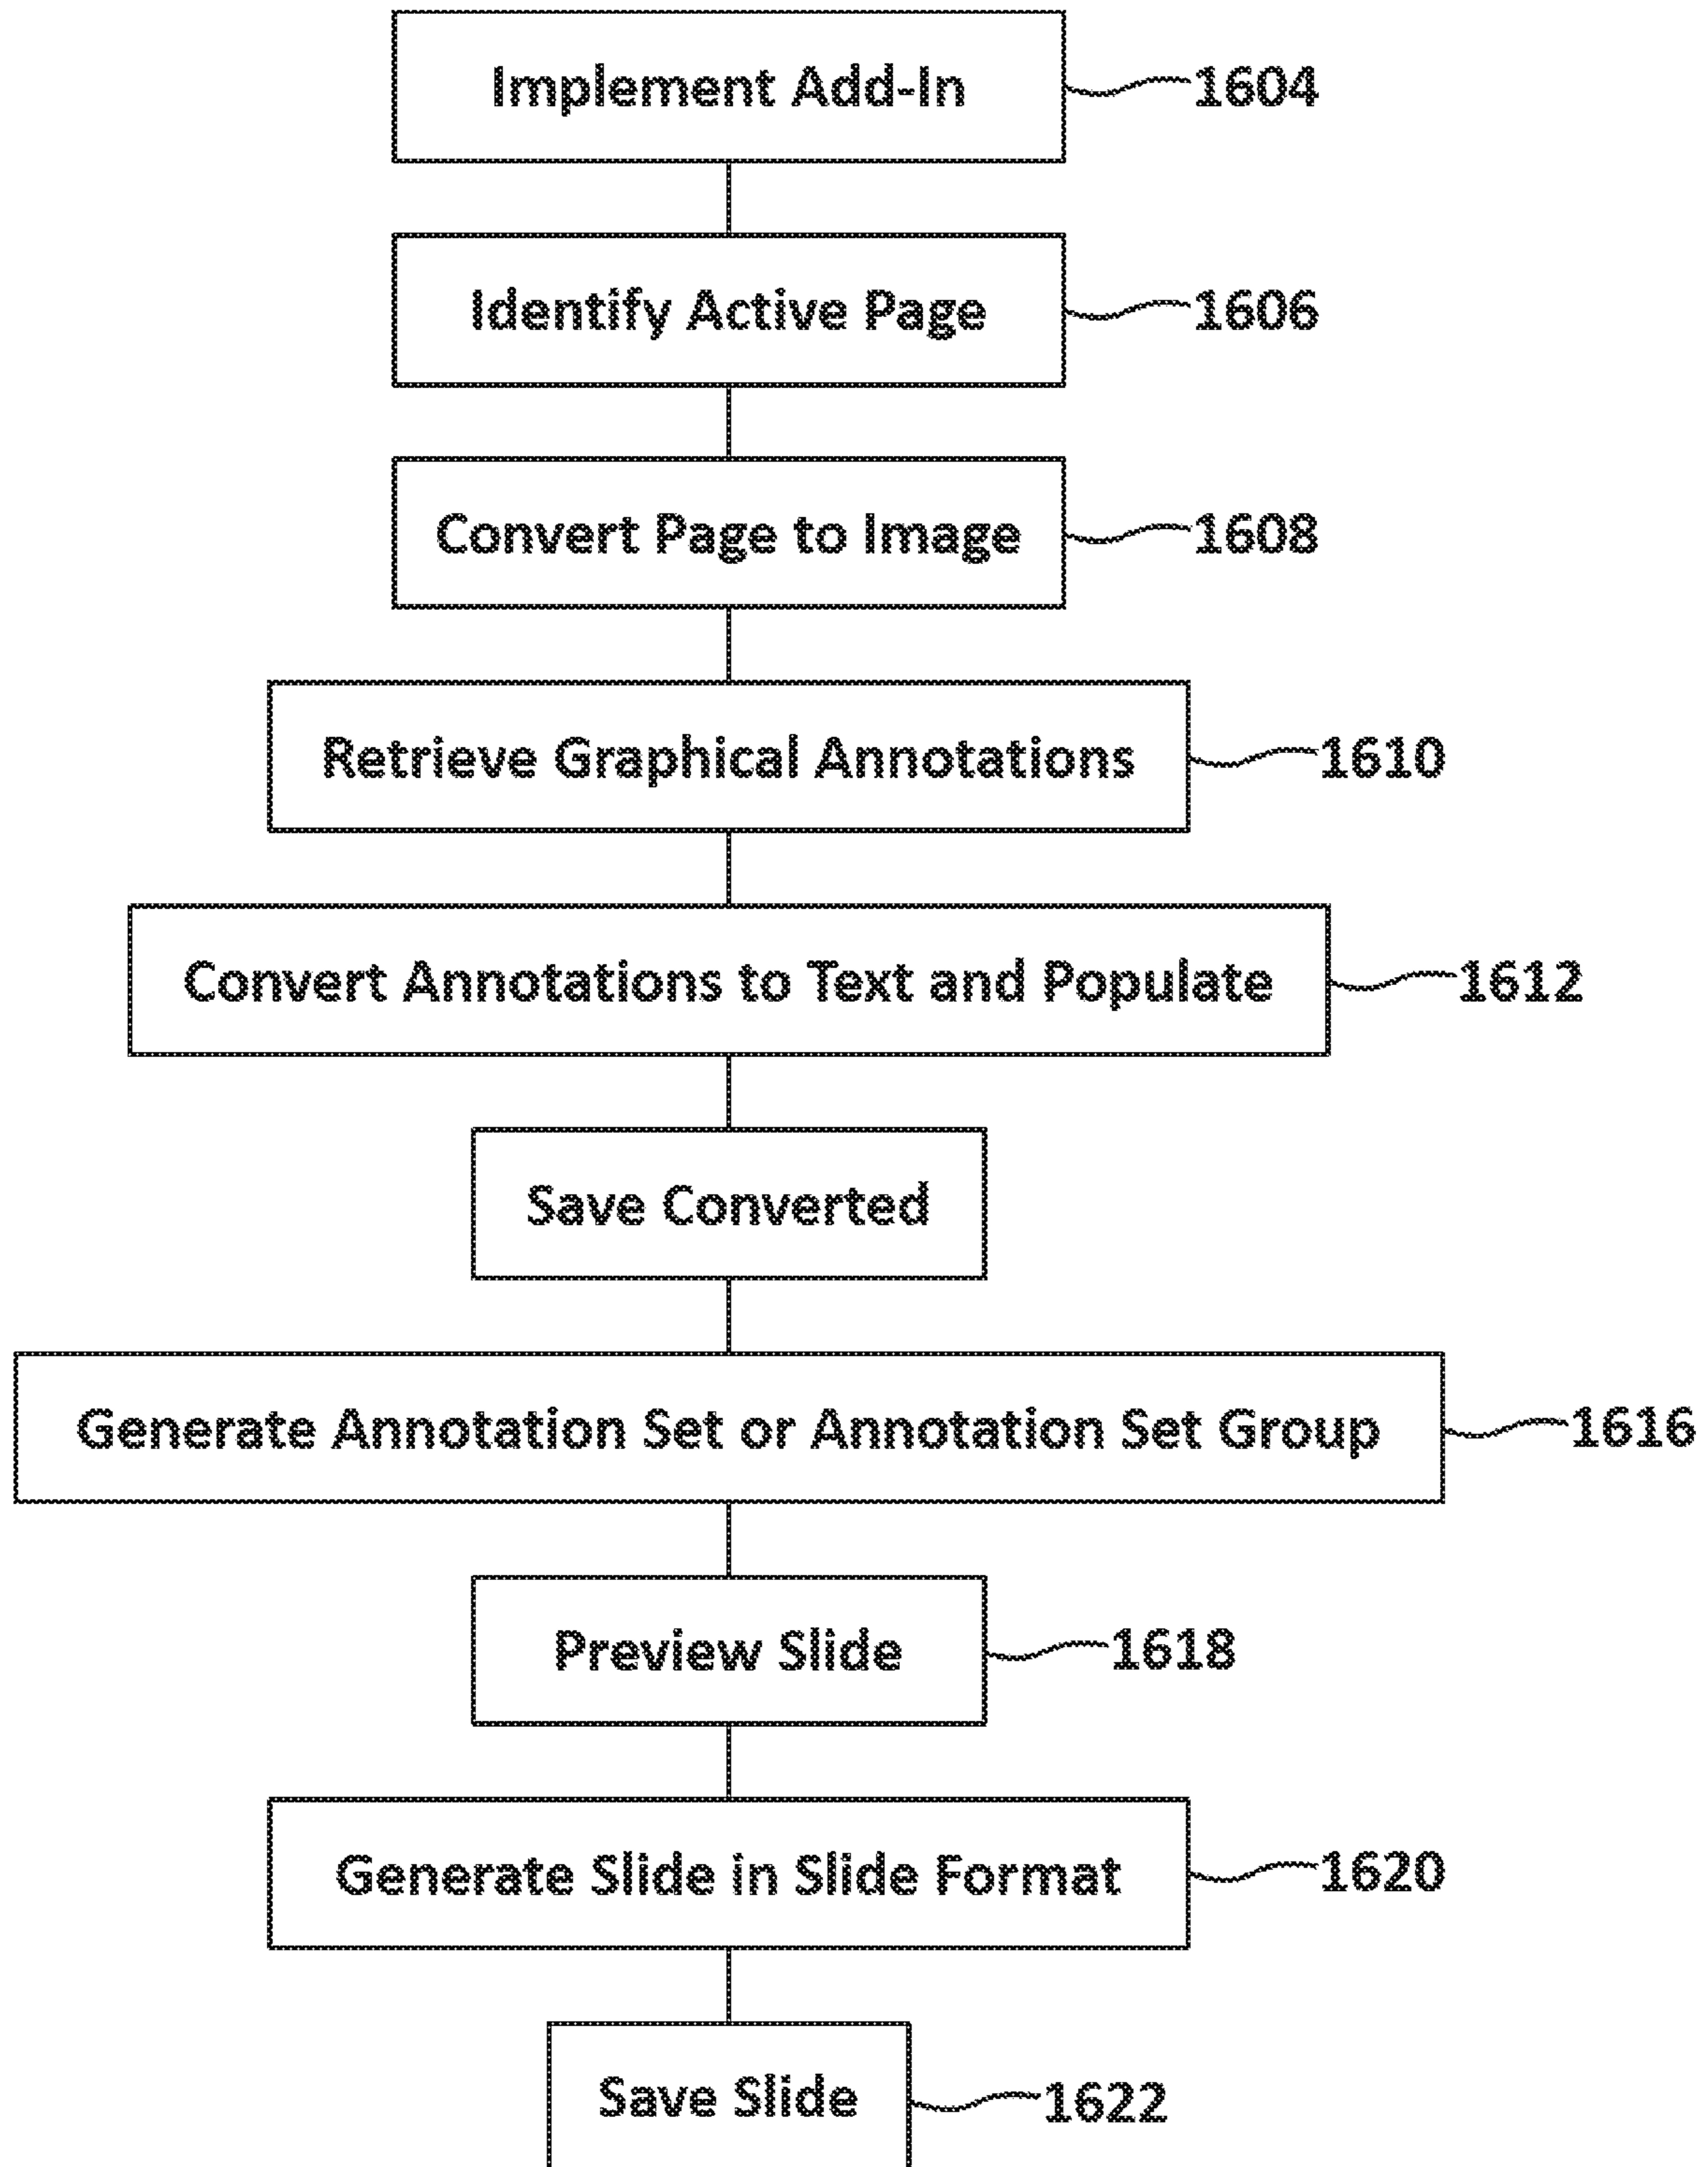 Implement Add-In 1604
Identify Active Page 1606
Convert Page to Image 1608
Retrieve Graphical Annotations 1610
Convert Annotations to Text and Populate 1612
Save Converted
Generate Annotation Set or Annotation Set Group 1616
Preview Slide 1618
Generate Slide in Slide Format 1620
Save Slide 1622